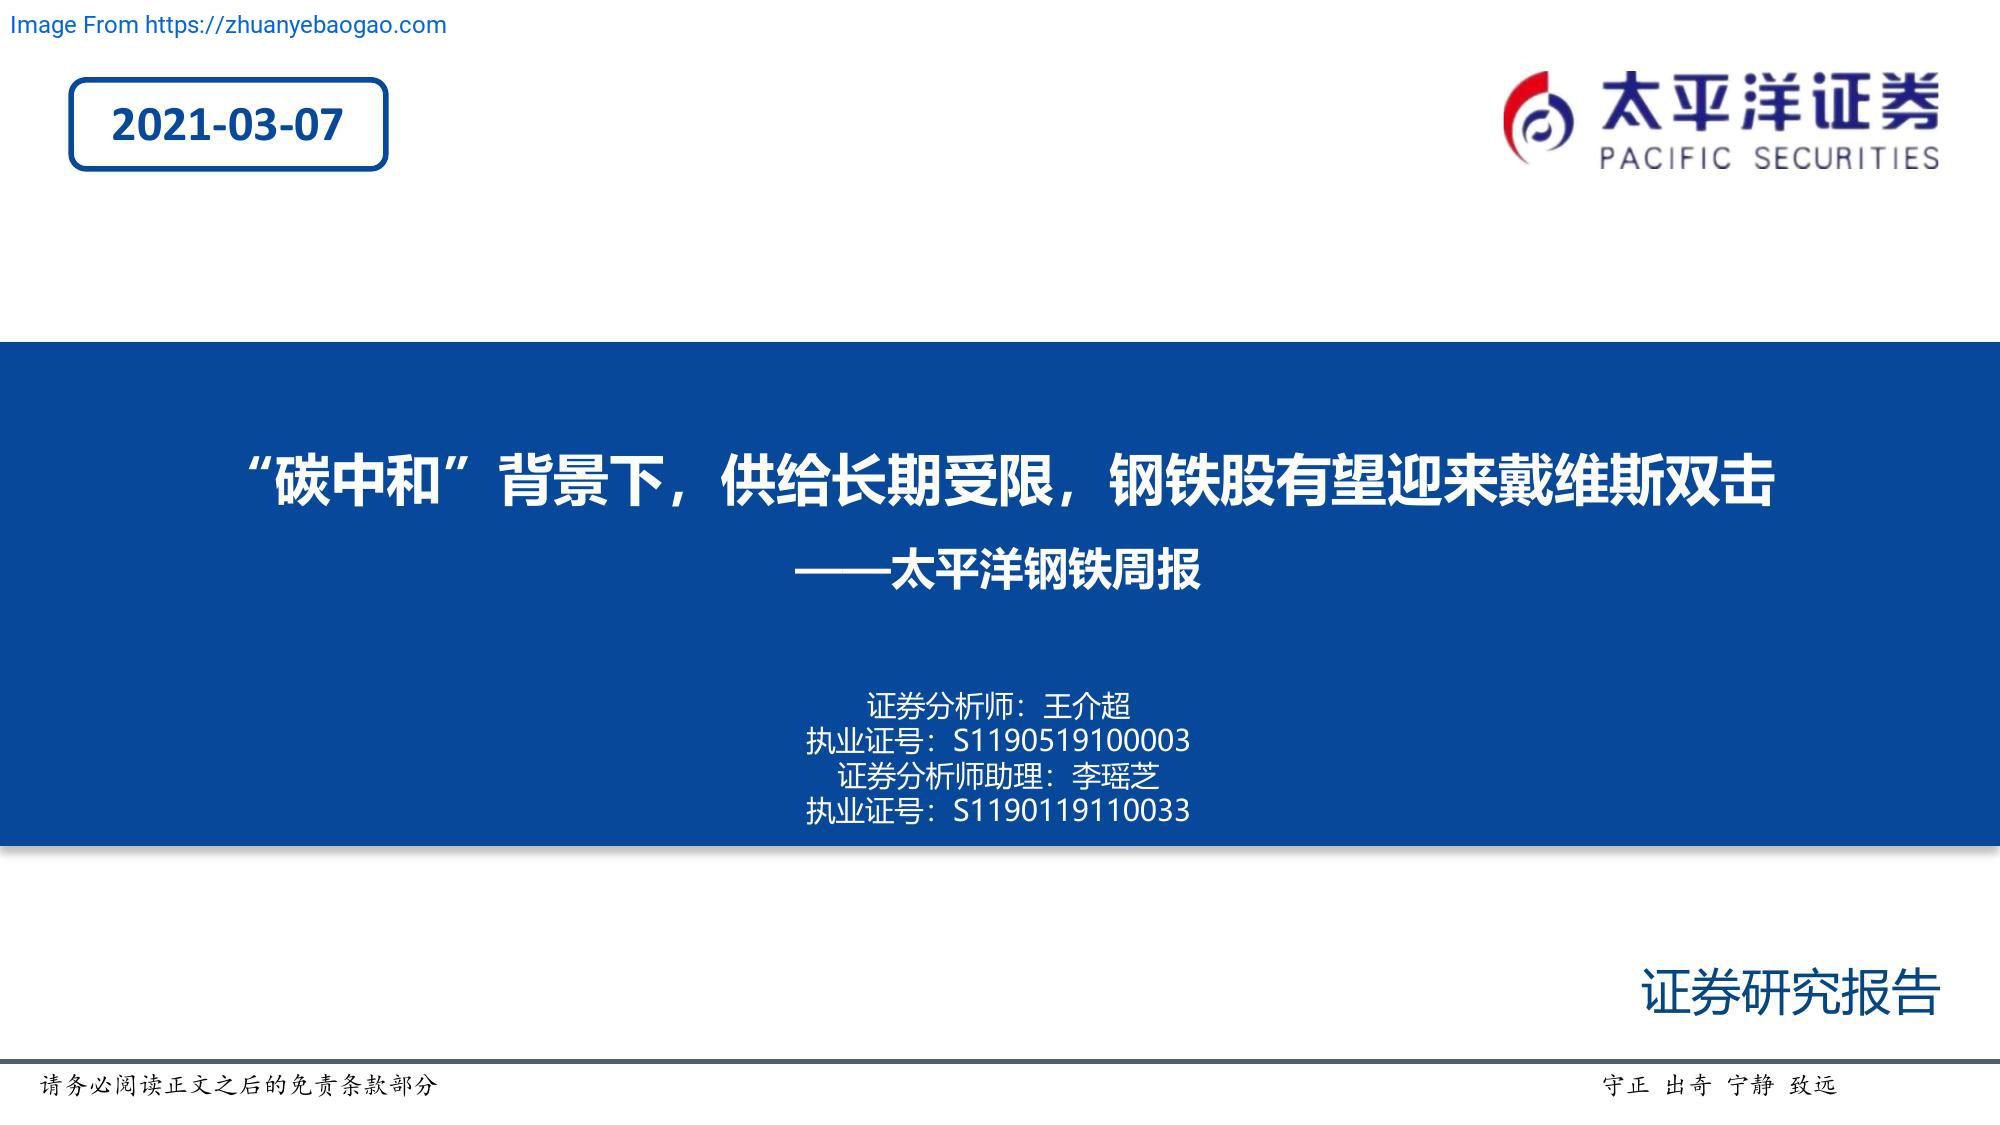 Image From https://zhuanyebaogao.com
2021-03-07
太平洋证券
PACIFIC SECURITIES
“碳中和”背景下，供给长期受限，钢铁股有望迎来戴维斯双击
——太平洋钢铁周报
证券分析师：王介超
执业证号：S1190519100003
证券分析师助理：李瑶芝
执业证号：S1190119110033
证券研究报告
请务必阅读正文之后的免责条款部分
守正 出奇 宁静 致远